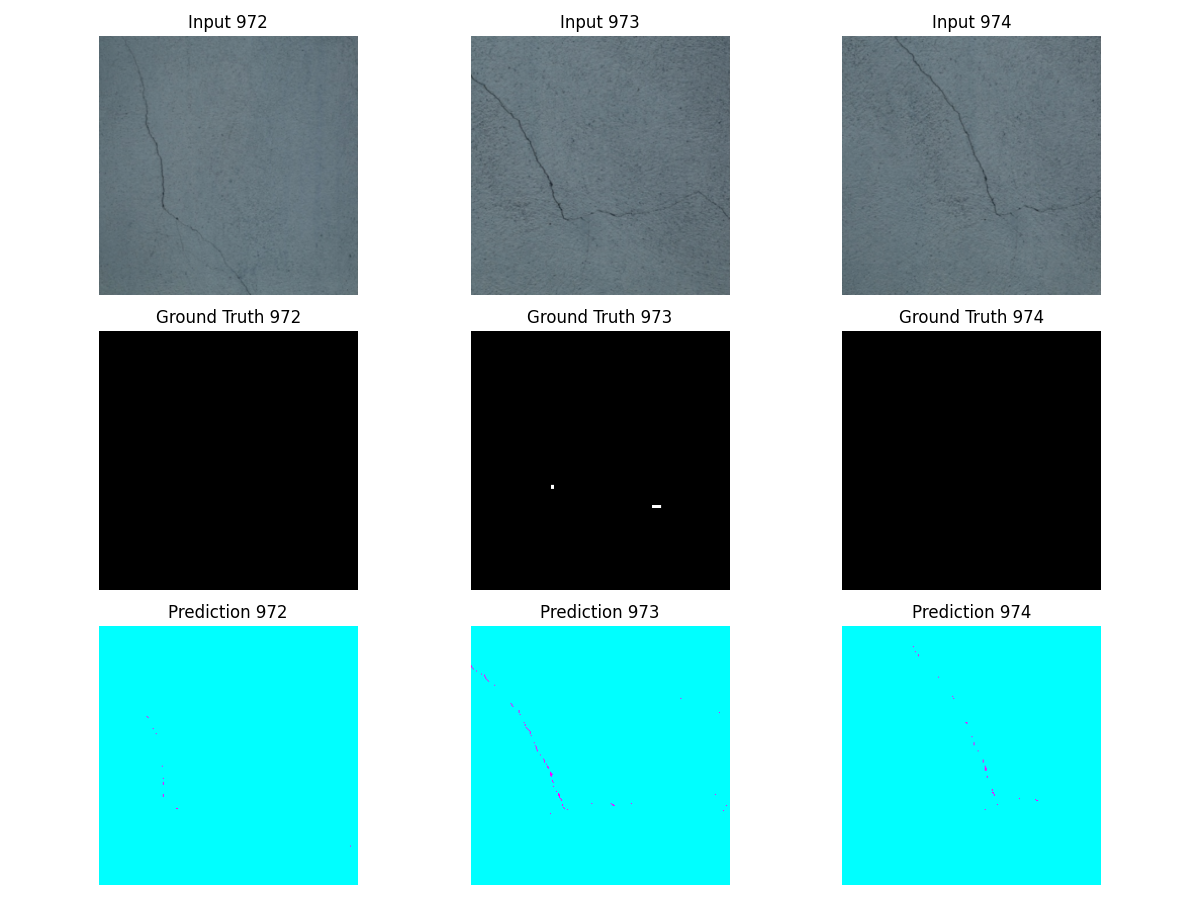 Input 972
Input 973
Input 974
Ground Truth 972
Ground Truth 973
Ground Truth 974
Prediction 972
Prediction 973
Prediction 974